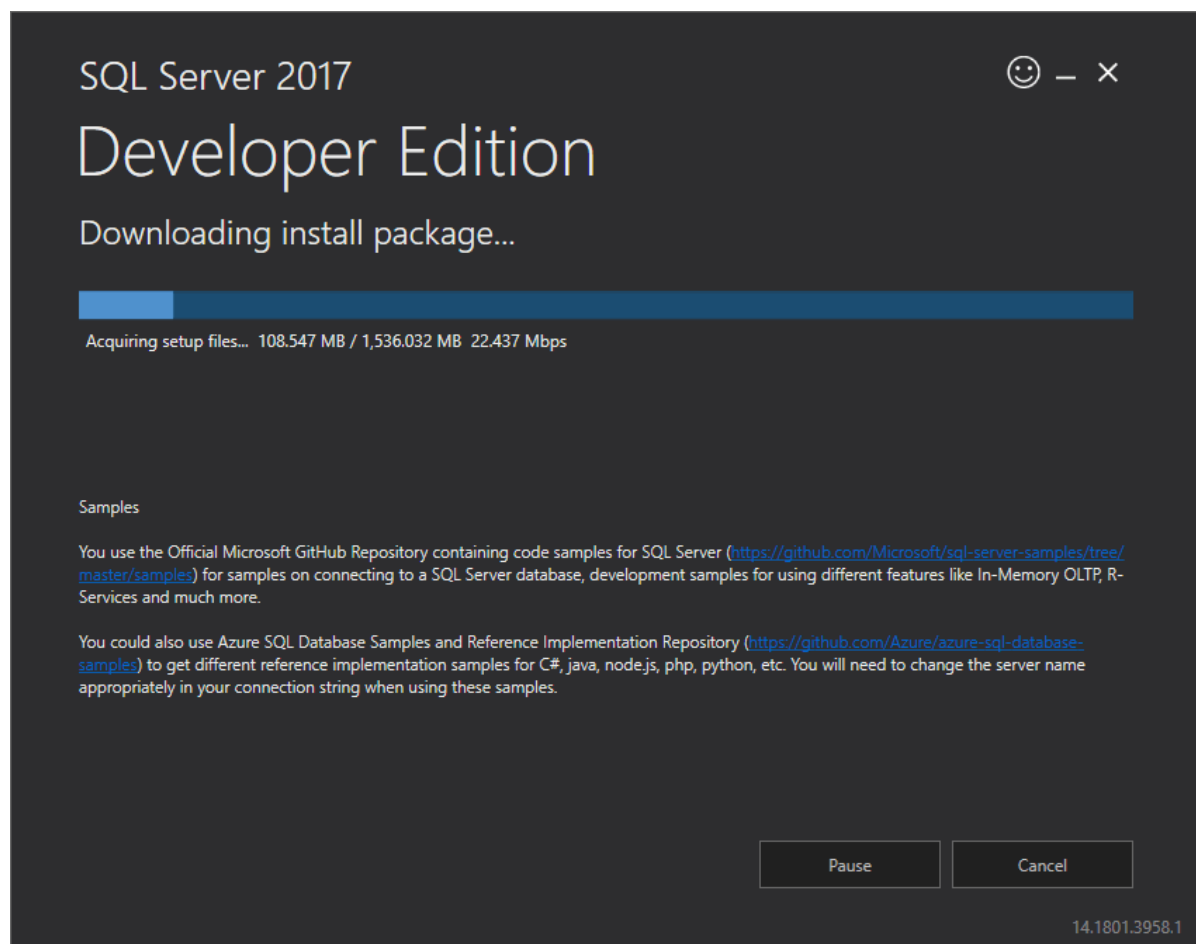 SQL Server 2017
Developer Edition
Downloading install package...
Acquiring setup files... 108.547 MB / 1,536.032 MB 22.437 Mbps
Samples
You use the Official Microsoft GitHub Repository containing code samples for SQL Server (https://github.com/Microsoft/sql-server-samples/tree/
master/samples) for samples on connecting to a SQL Server database, development samples for using different features like In-Memory OLTP, R-
Services and much more.
You could also use Azure SQL Database Samples and Reference Implementation Repository (https://github.com/Azure/azure-sql-database-
samples) to get different reference implementation samples for C#, java, node.js, php, python, etc. You will need to change the server name
appropriately in your connection string when using these samples.
Pause Cancel
14.1801.3958.1